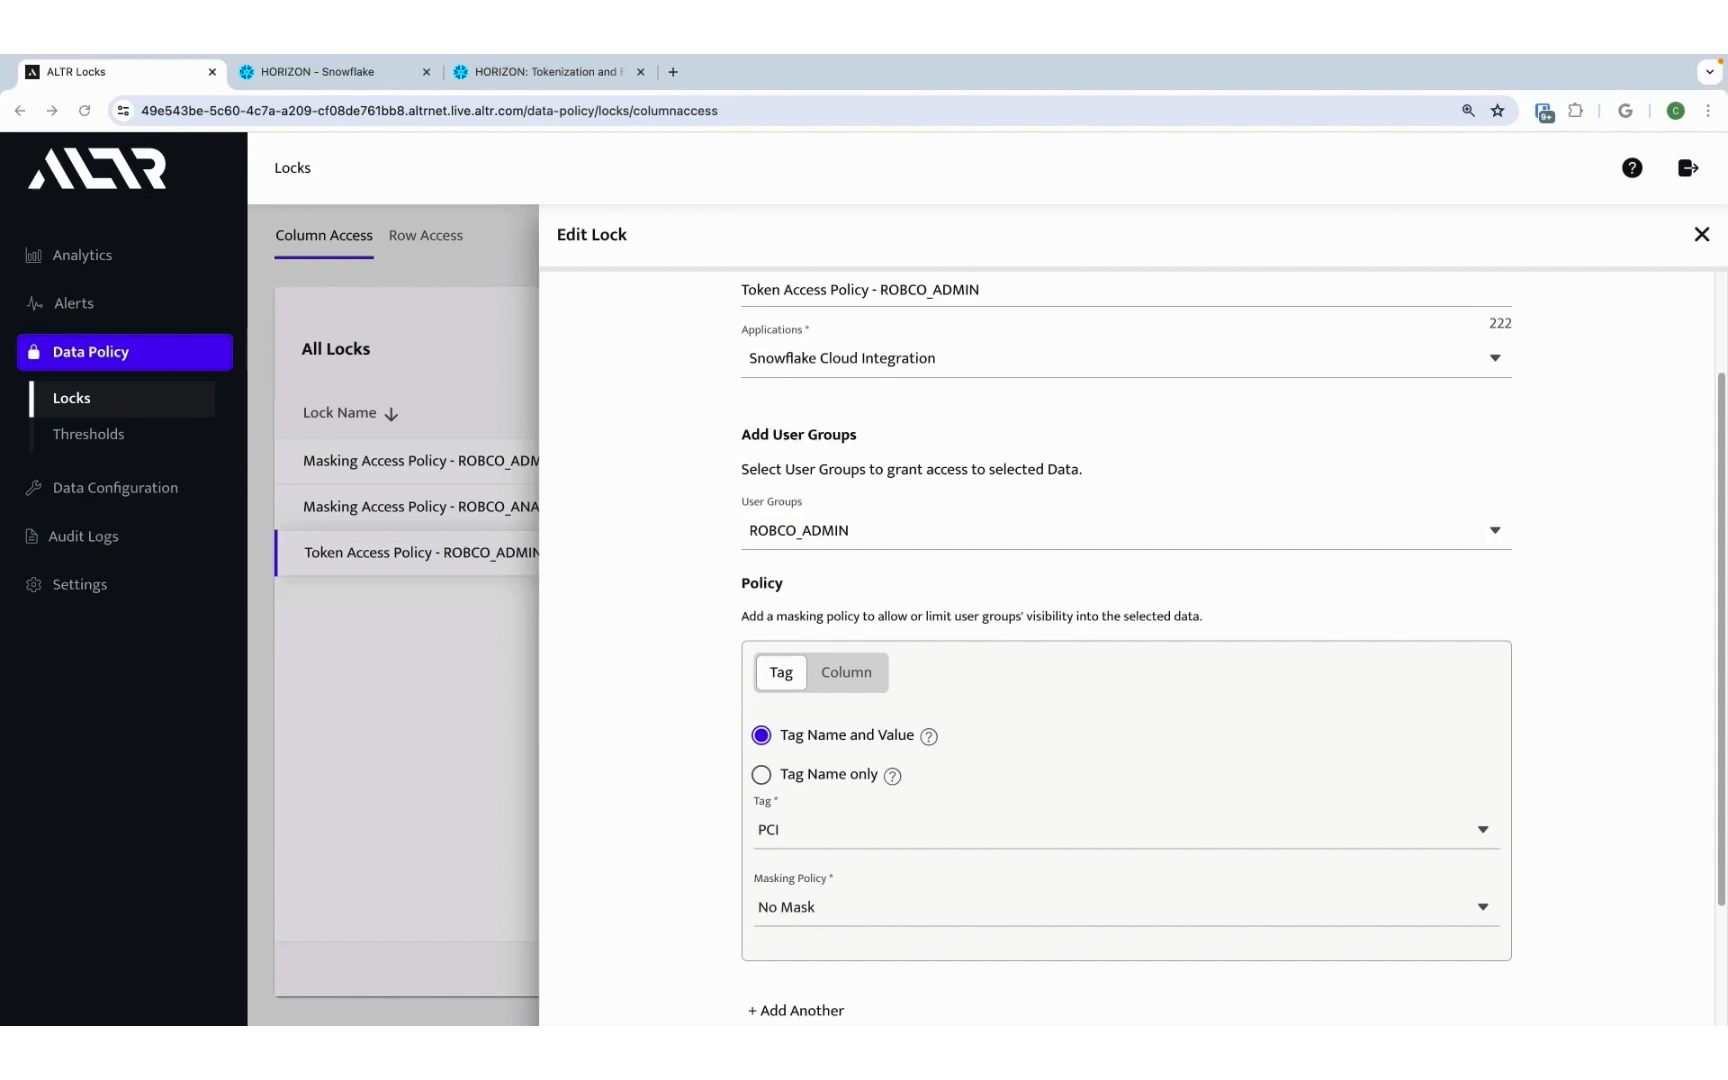 ALTR Locks
HORIZON - Snowflake
HORIZON: Tokenization and
49e543be-5c60-4c7a-a209-cf08de761bb8.altrnet.live.altr.com/data-policy/locks/columnaccess
9+
G
C
ALTR
Locks
Analytics
Alerts
Data Policy
Locks
Thresholds
Data Configuration
Audit Logs
Settings
Column Access
Row Access
All Locks
Lock Name
Masking Access Policy - ROBCO_ADM
Masking Access Policy - ROBCO_ANA
Token Access Policy - ROBCO_ADMIN
Edit Lock
Token Access Policy - ROBCO_ADMIN
222
Applications *
Snowflake Cloud Integration
Add User Groups
Select User Groups to grant access to selected Data.
User Groups
ROBCO_ADMIN
Policy
Add a masking policy to allow or limit user groups' visibility into the selected data.
Tag
Column
Tag Name and Value ?
Tag Name only ?
Tag *
PCI
Masking Policy *
No Mask
+ Add Another